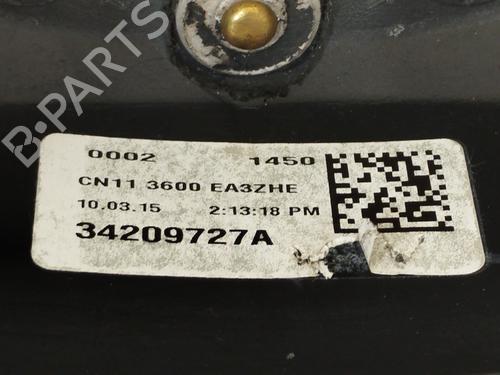 B-PARTS
0002 1450
CN11 3600 EA3ZHE
10.03.15 2:13:18 PM
34209727A